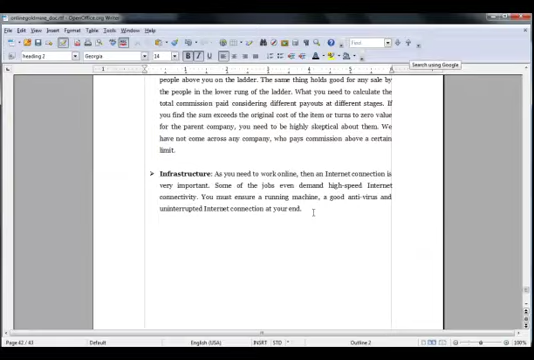 onlinegoldmine_doc.rtf - OpenOffice.org Writer
File Edit View Insert Format Table Tools Window Help
Find
Search using Google
heading 2 Georgia 14 B I U
people above you on the ladder. The same thing holds good for any sale by
the people in the lower rung of the ladder. What you need to calculate the
total commission paid considering different payouts at different stages. If
you find the sum exceeds the original cost of the item or turns to zero value
for the parent company, you need to be highly skeptical about them. We
have not come across any company, who pays commission above a certain
limit.
➢ Infrastructure: As you need to work online, then an Internet connection is
very important. Some of the jobs even demand high-speed Internet
connectivity. You must ensure a running machine, a good anti-virus and
uninterrupted Internet connection at your end.
Page 42 / 43 Default English (USA) INSRT STD * Outline 2 100%